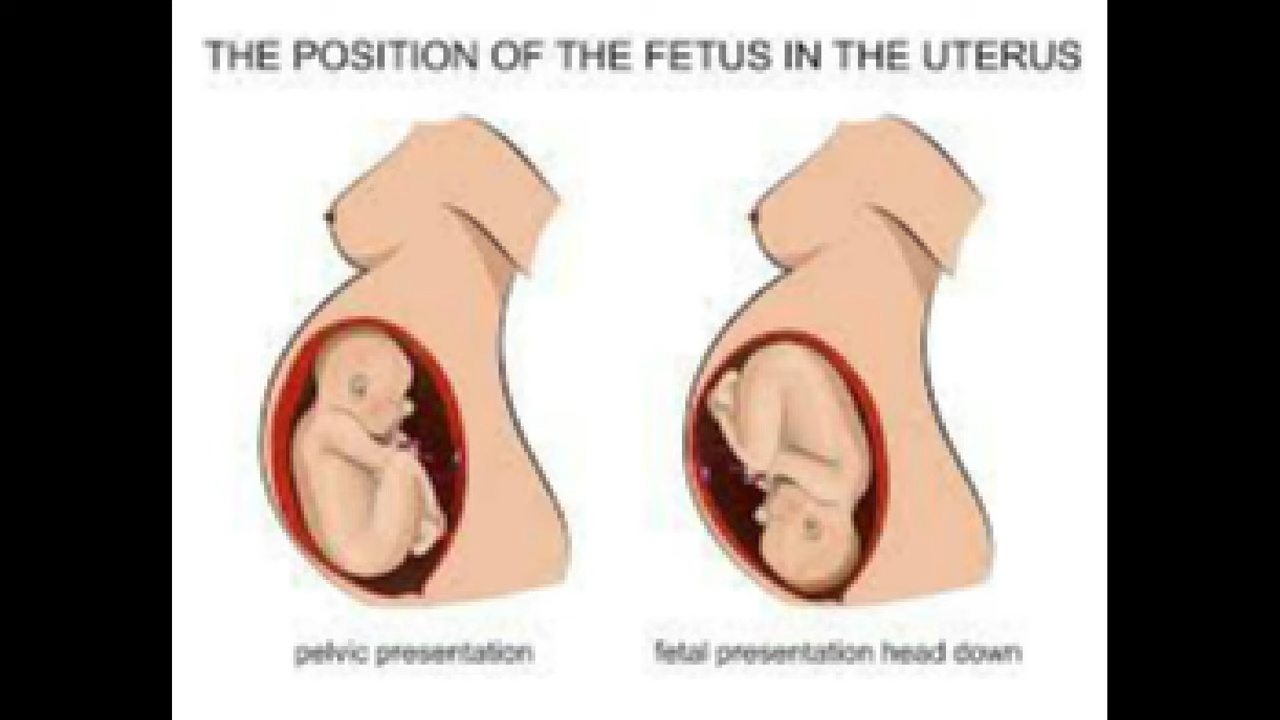 THE POSITION OF THE FETUS IN THE UTERUS
pelvic presentation
fetal presentation head down